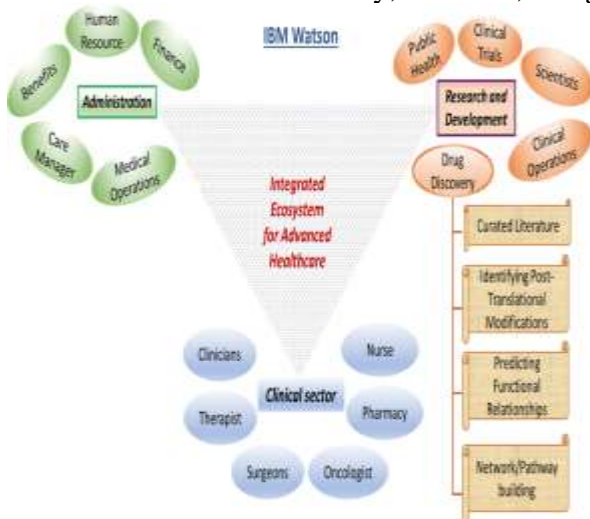 IBM Watson
Human
Resource
Finance
Benefits
Administration
Care
Manager
Medical
Operations
Public
Health
Clinical
Trials
Scientists
Research and
Development
Clinical
Operations
Drug
Discovery
Curated Literature
Identifying Post-
Translational
Modifications
Predicting
Functional
Relationships
Network/Pathway
building
Integrated
Ecosystem
for Advanced
Healthcare
Clinicians
Nurse
Clinical sector
Therapist
Pharmacy
Surgeons
Oncologist